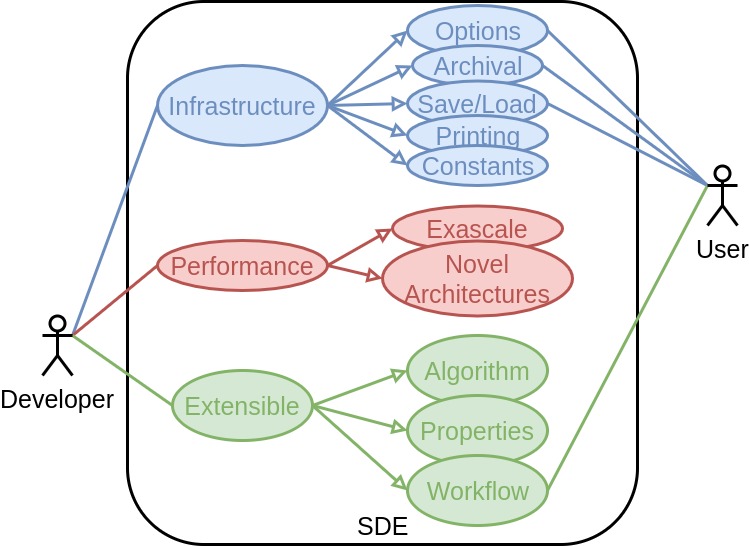 Options
Archival
Infrastructure
Save/Load
Printing
Constants
Exascale
Performance
Novel
Architectures
User
Algorithm
Developer
Extensible
Properties
Workflow
SDE